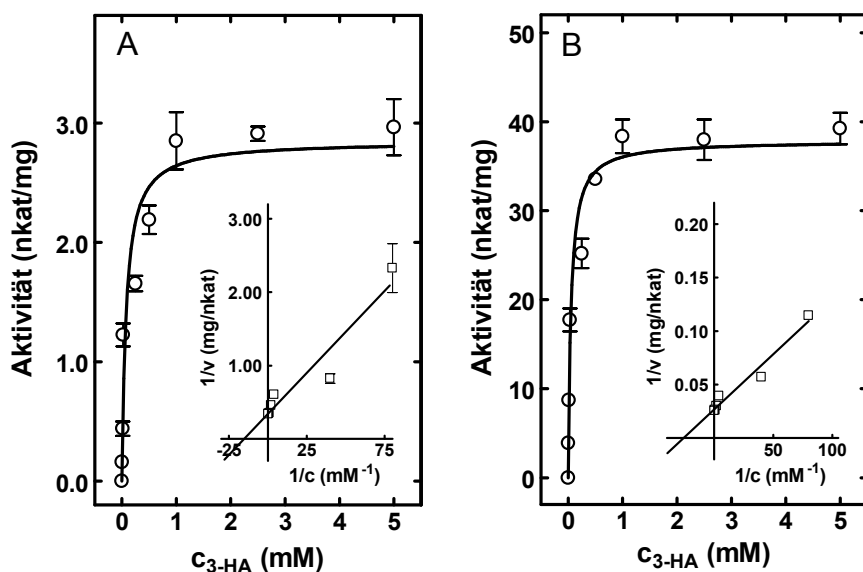 A
Aktivität (nkat/mg)
3.0
2.0
1.0
0.0
0 1 2 3 4 5
c3-HA (mM)
1/v (mg/nkat)
3.00
2.00
1.00
-25 25 75
1/c (mM⁻¹)
B
Aktivität (nkat/mg)
50
40
30
20
10
0
0 1 2 3 4 5
c3-HA (mM)
1/v (mg/nkat)
0.20
0.15
0.10
0.05
50 100
1/c (mM⁻¹)